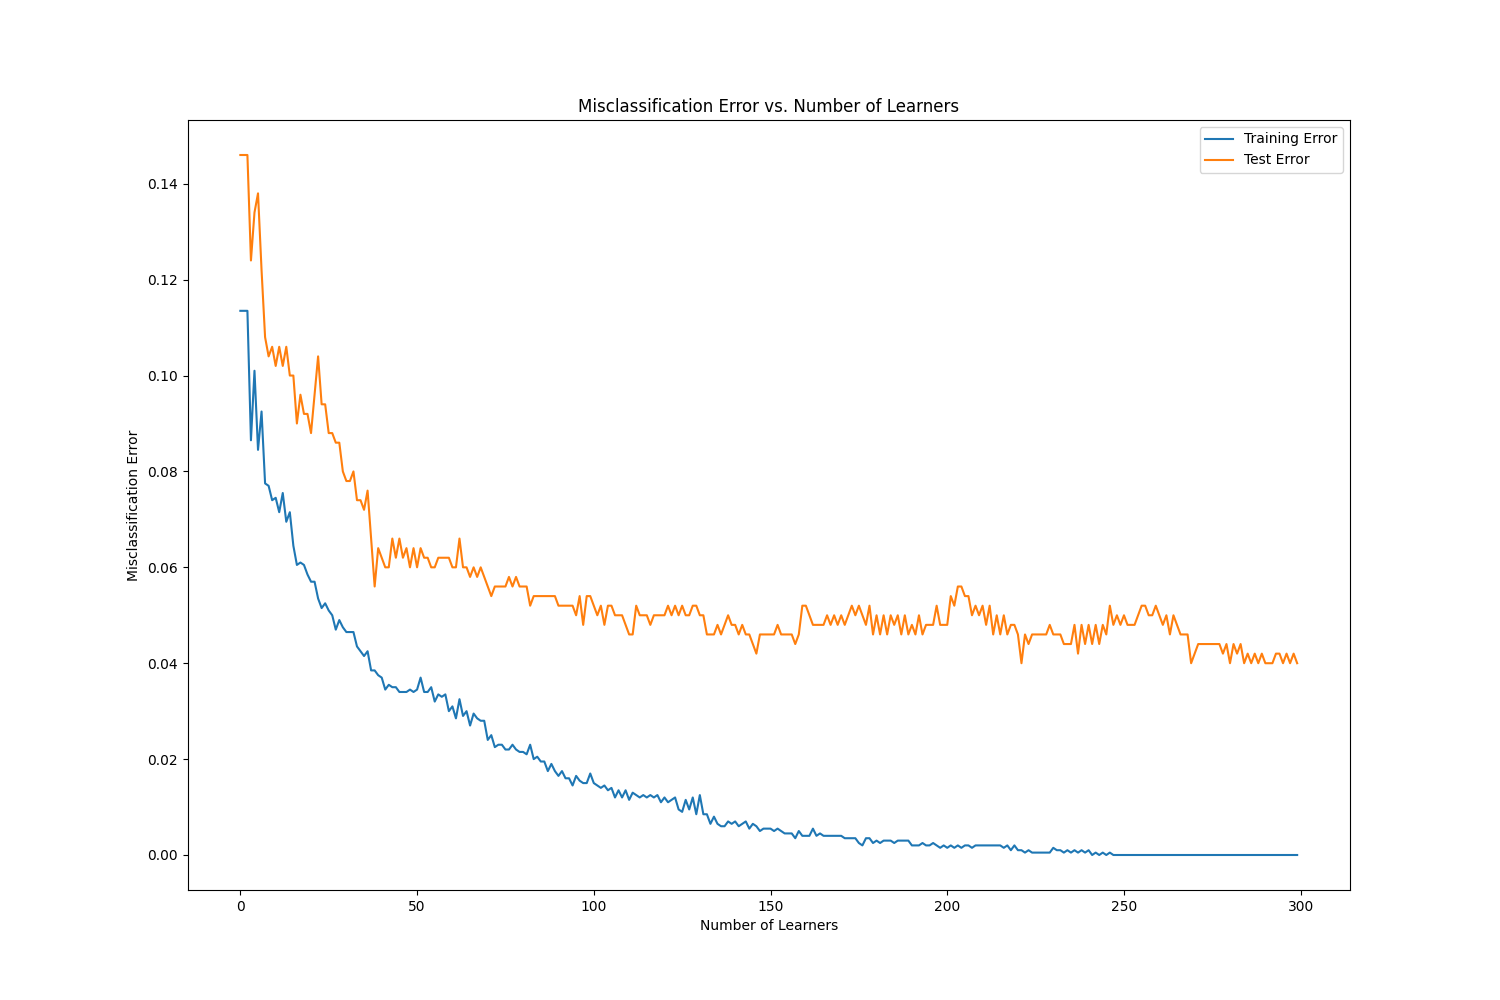 Misclassification Error vs. Number of Learners
Training Error
Test Error
0.14
0.12
0.10
0.08
0.06
0.04
0.02
0.00
Misclassification Error
0 50 100 150 200 250 300
Number of Learners